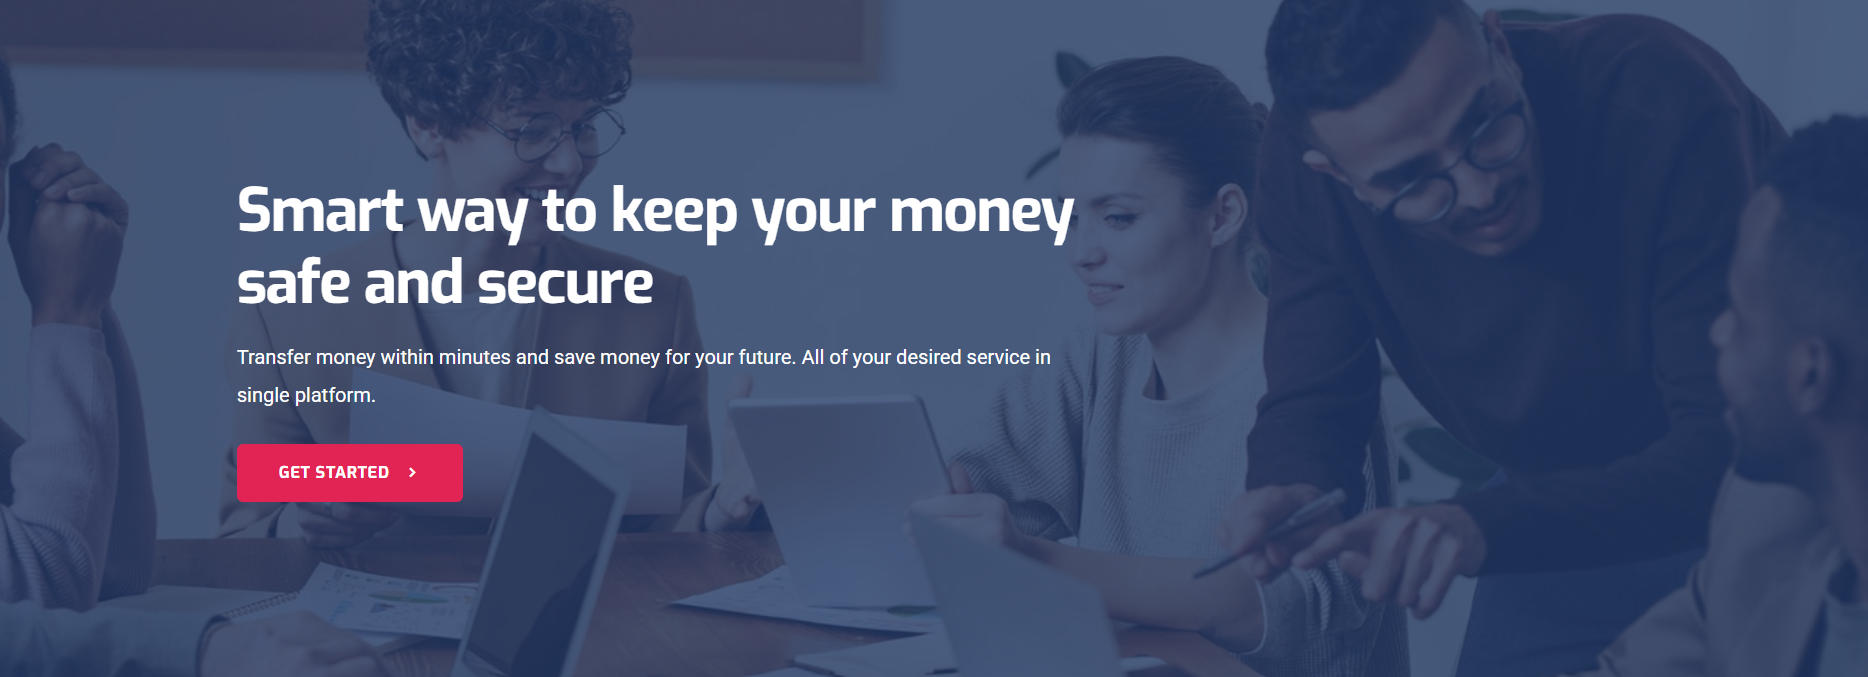 Smart way to keep your money
safe and secure
Transfer money within minutes and save money for your future. All of your desired service in
single platform.
GET STARTED